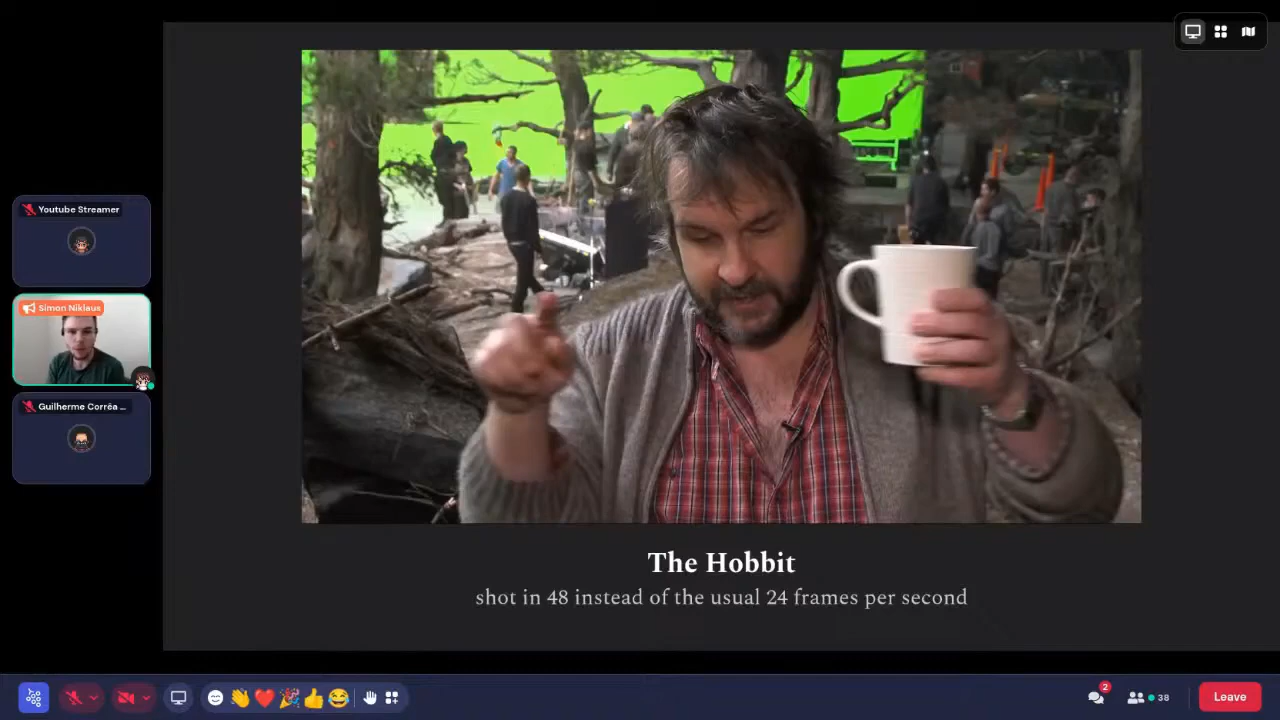 Youtube Streamer
Simon Niklaus
Guilherme Corrêa ...
The Hobbit
shot in 48 instead of the usual 24 frames per second
2
38
Leave